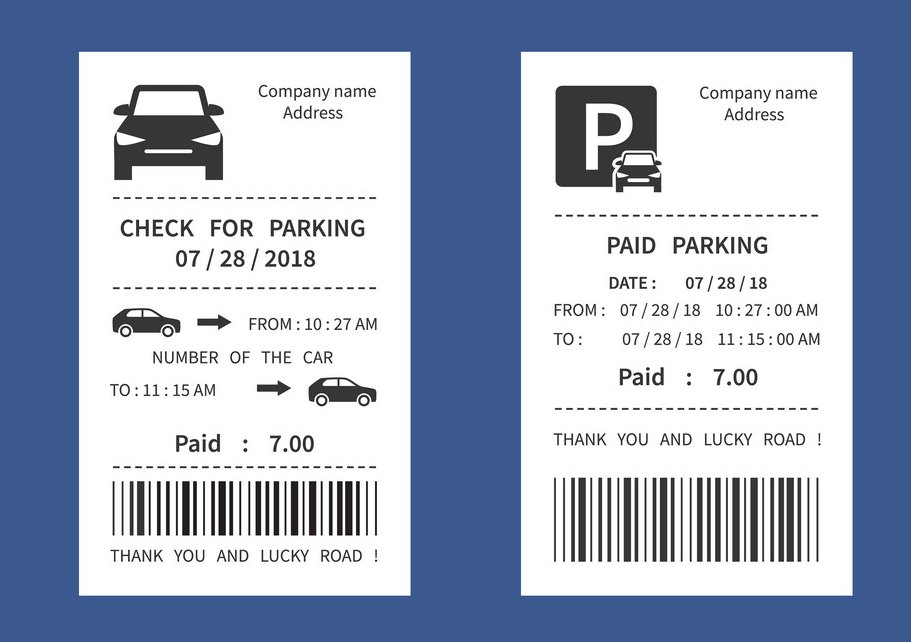 Company name
Address
CHECK FOR PARKING
07 / 28 / 2018
FROM : 10 : 27 AM
NUMBER OF THE CAR
TO : 11 : 15 AM
Paid : 7.00
THANK YOU AND LUCKY ROAD !
P
Company name
Address
PAID PARKING
DATE : 07 / 28 / 18
FROM : 07 / 28 / 18 10 : 27 : 00 AM
TO : 07 / 28 / 18 11 : 15 : 00 AM
Paid : 7.00
THANK YOU AND LUCKY ROAD !